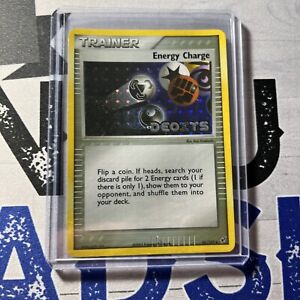 TRAINER
Energy Charge
DEOXYS
Flip a coin. If heads, search your
discard pile for 2 Energy cards (1 if
there is only 1), show them to your
opponent, and shuffle them into
your deck.
ADS